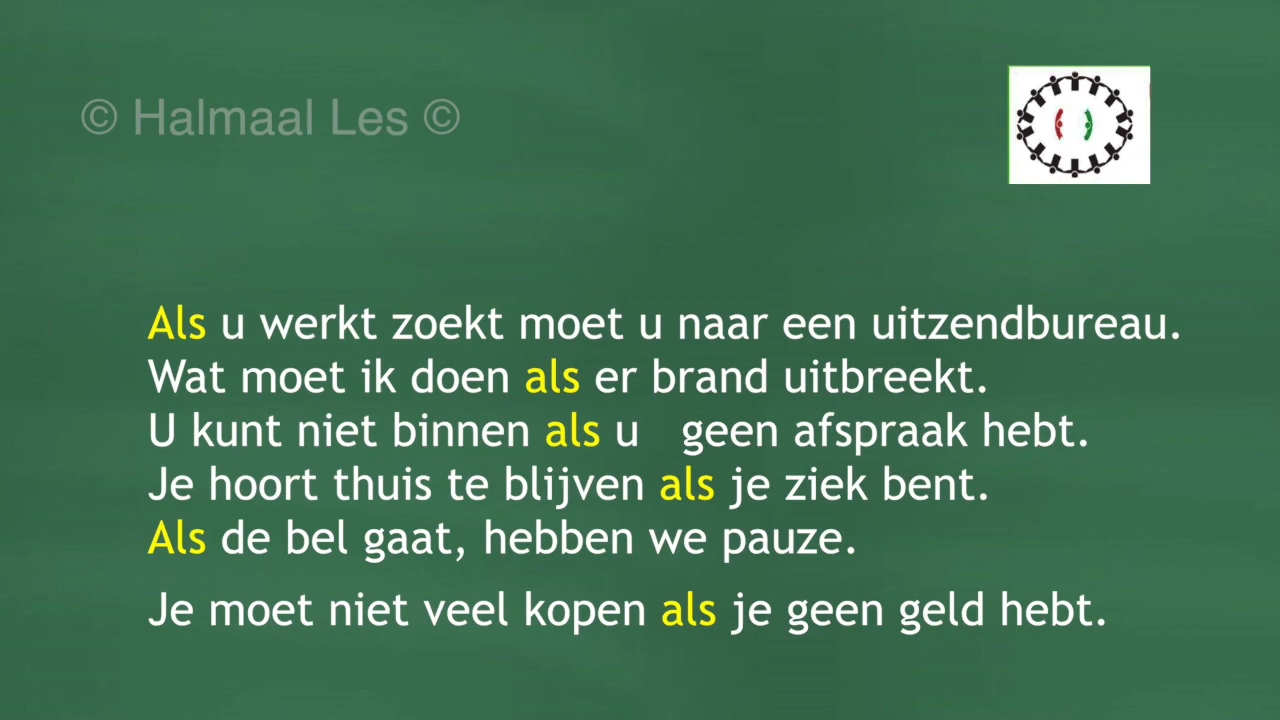 © Halmaal Les ©
Als u werkt zoekt moet u naar een uitzendbureau.
Wat moet ik doen als er brand uitbreekt.
U kunt niet binnen als u geen afspraak hebt.
Je hoort thuis te blijven als je ziek bent.
Als de bel gaat, hebben we pauze.
Je moet niet veel kopen als je geen geld hebt.